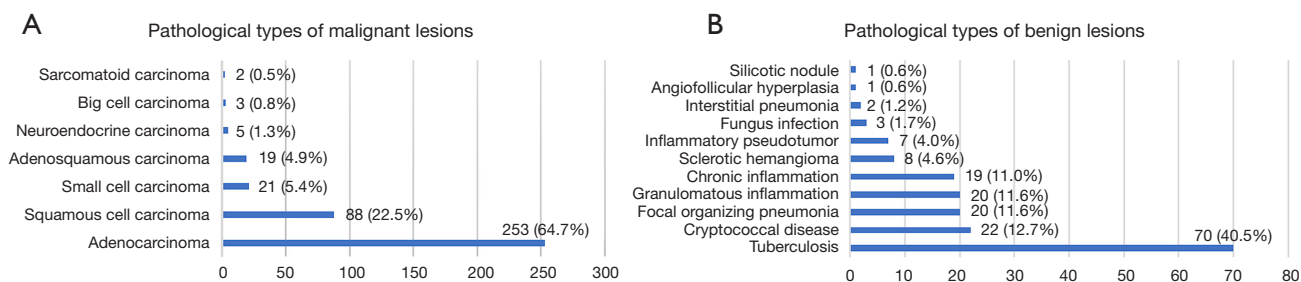 A
Pathological types of malignant lesions
Sarcomatoid carcinoma 2 (0.5%)
Big cell carcinoma 3 (0.8%)
Neuroendocrine carcinoma 5 (1.3%)
Adenosquamous carcinoma 19 (4.9%)
Small cell carcinoma 21 (5.4%)
Squamous cell carcinoma 88 (22.5%)
Adenocarcinoma 253 (64.7%)
0 50 100 150 200 250 300
B
Pathological types of benign lesions
Silicotic nodule 1 (0.6%)
Angiofollicular hyperplasia 1 (0.6%)
Interstitial pneumonia 2 (1.2%)
Fungus infection 3 (1.7%)
Inflammatory pseudotumor 7 (4.0%)
Sclerotic hemangioma 8 (4.6%)
Chronic inflammation 19 (11.0%)
Granulomatous inflammation 20 (11.6%)
Focal organizing pneumonia 20 (11.6%)
Cryptococcal disease 22 (12.7%)
Tuberculosis 70 (40.5%)
0 10 20 30 40 50 60 70 80